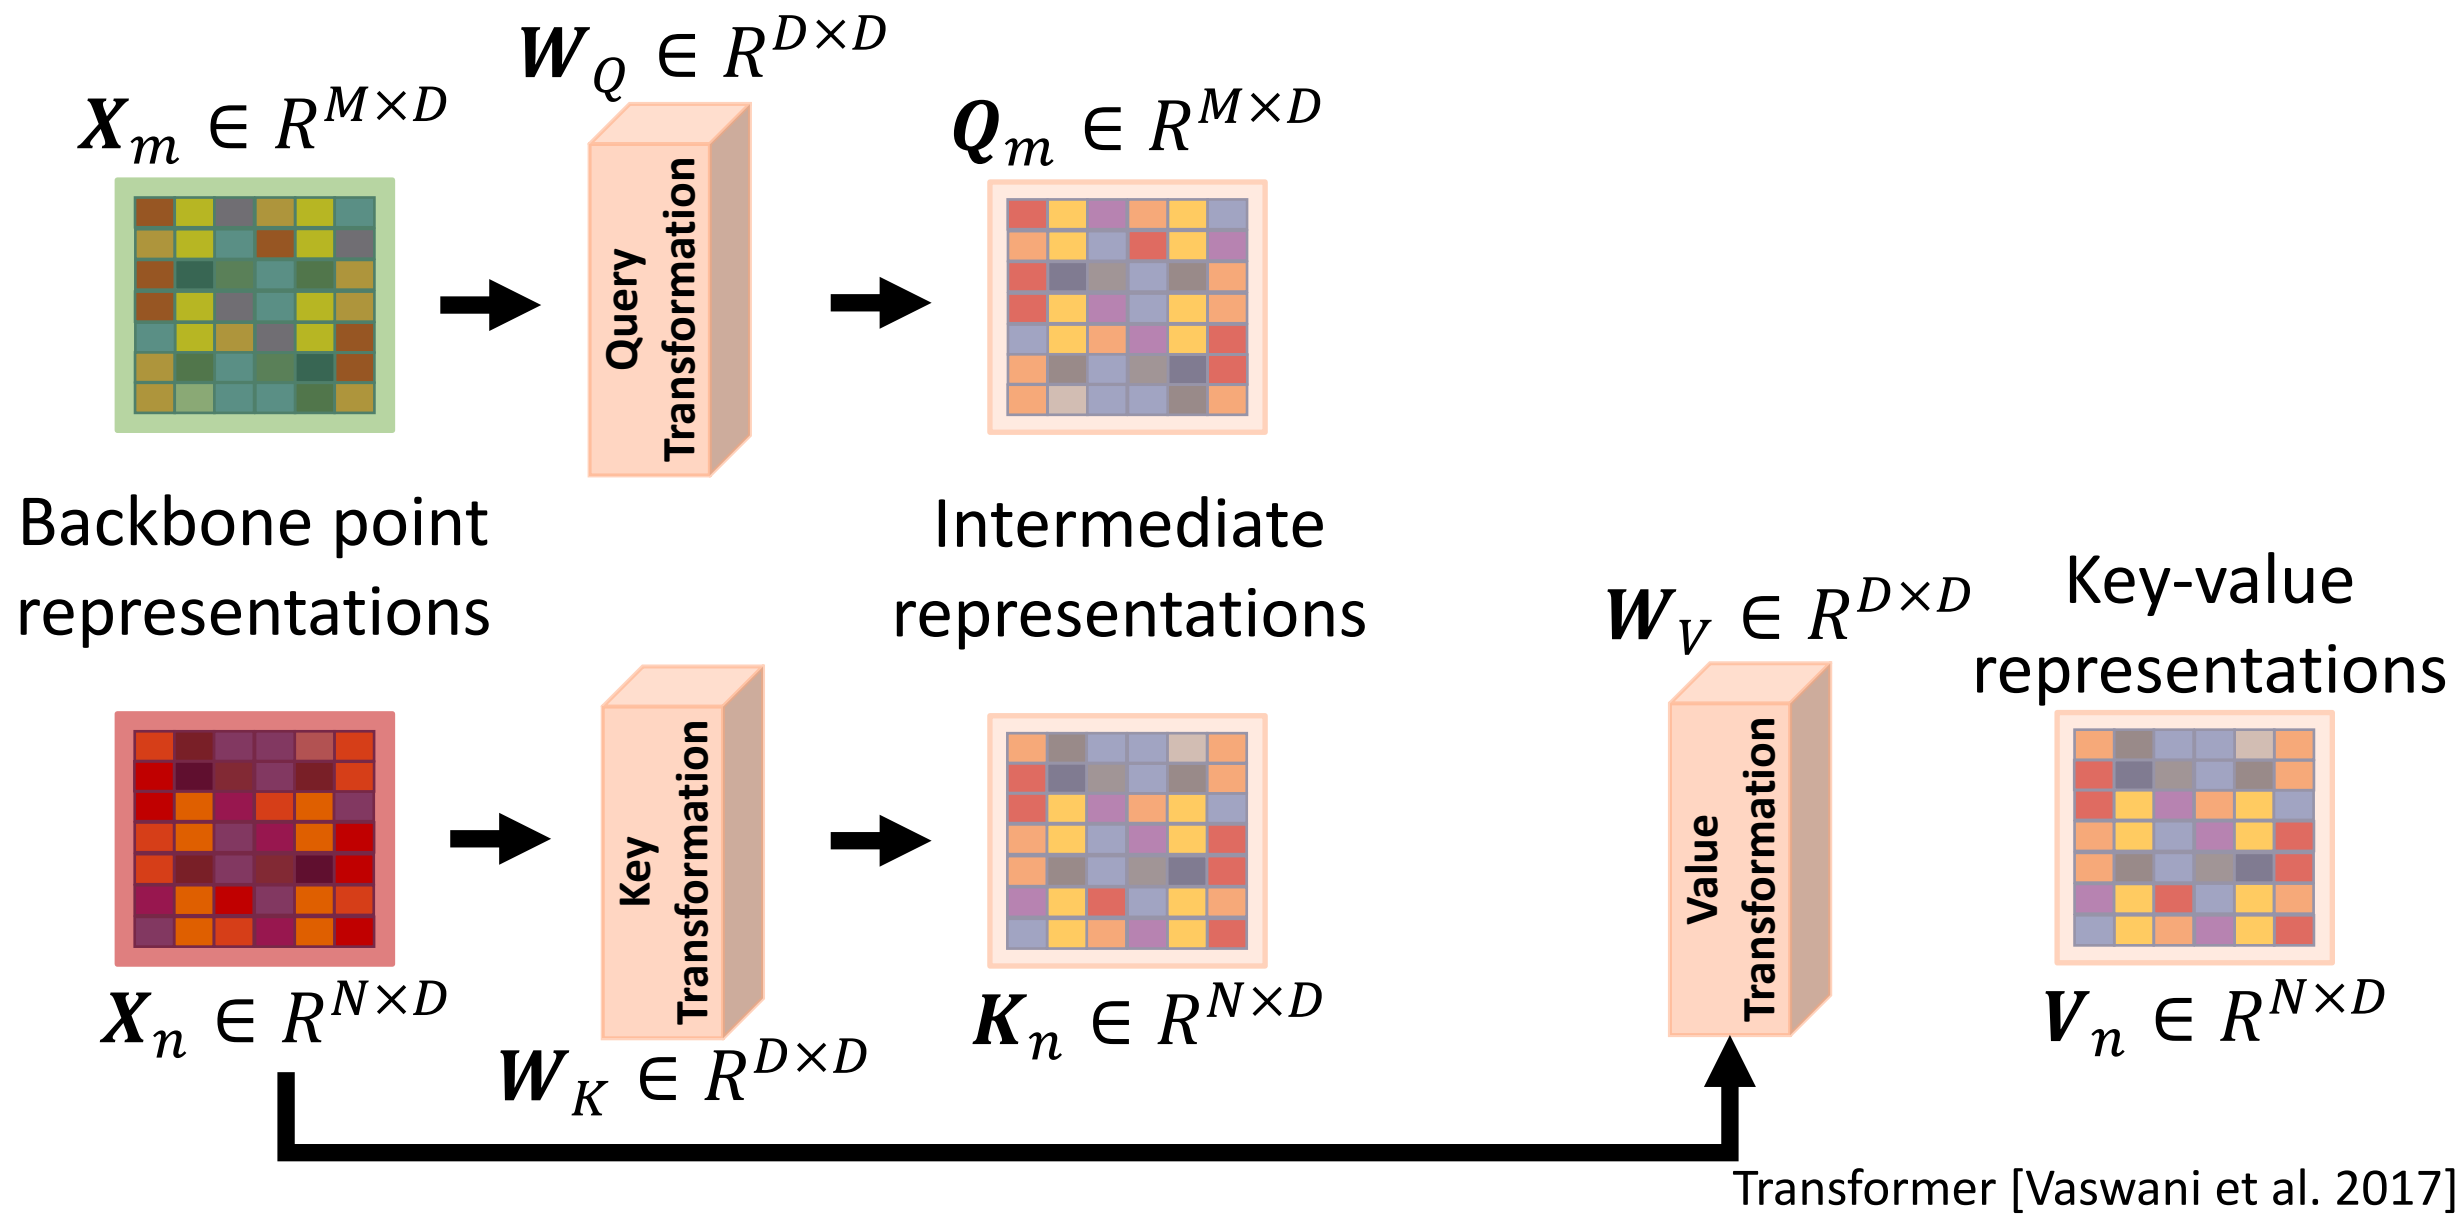 W_Q ∈ R^{D×D}
X_m ∈ R^{M×D}
Q_m ∈ R^{M×D}
Query
Transformation
Backbone point
representations
Intermediate
representations
W_V ∈ R^{D×D}
Key-value
representations
Key
Transformation
Value
Transformation
X_n ∈ R^{N×D}
K_n ∈ R^{N×D}
V_n ∈ R^{N×D}
W_K ∈ R^{D×D}
Transformer [Vaswani et al. 2017]